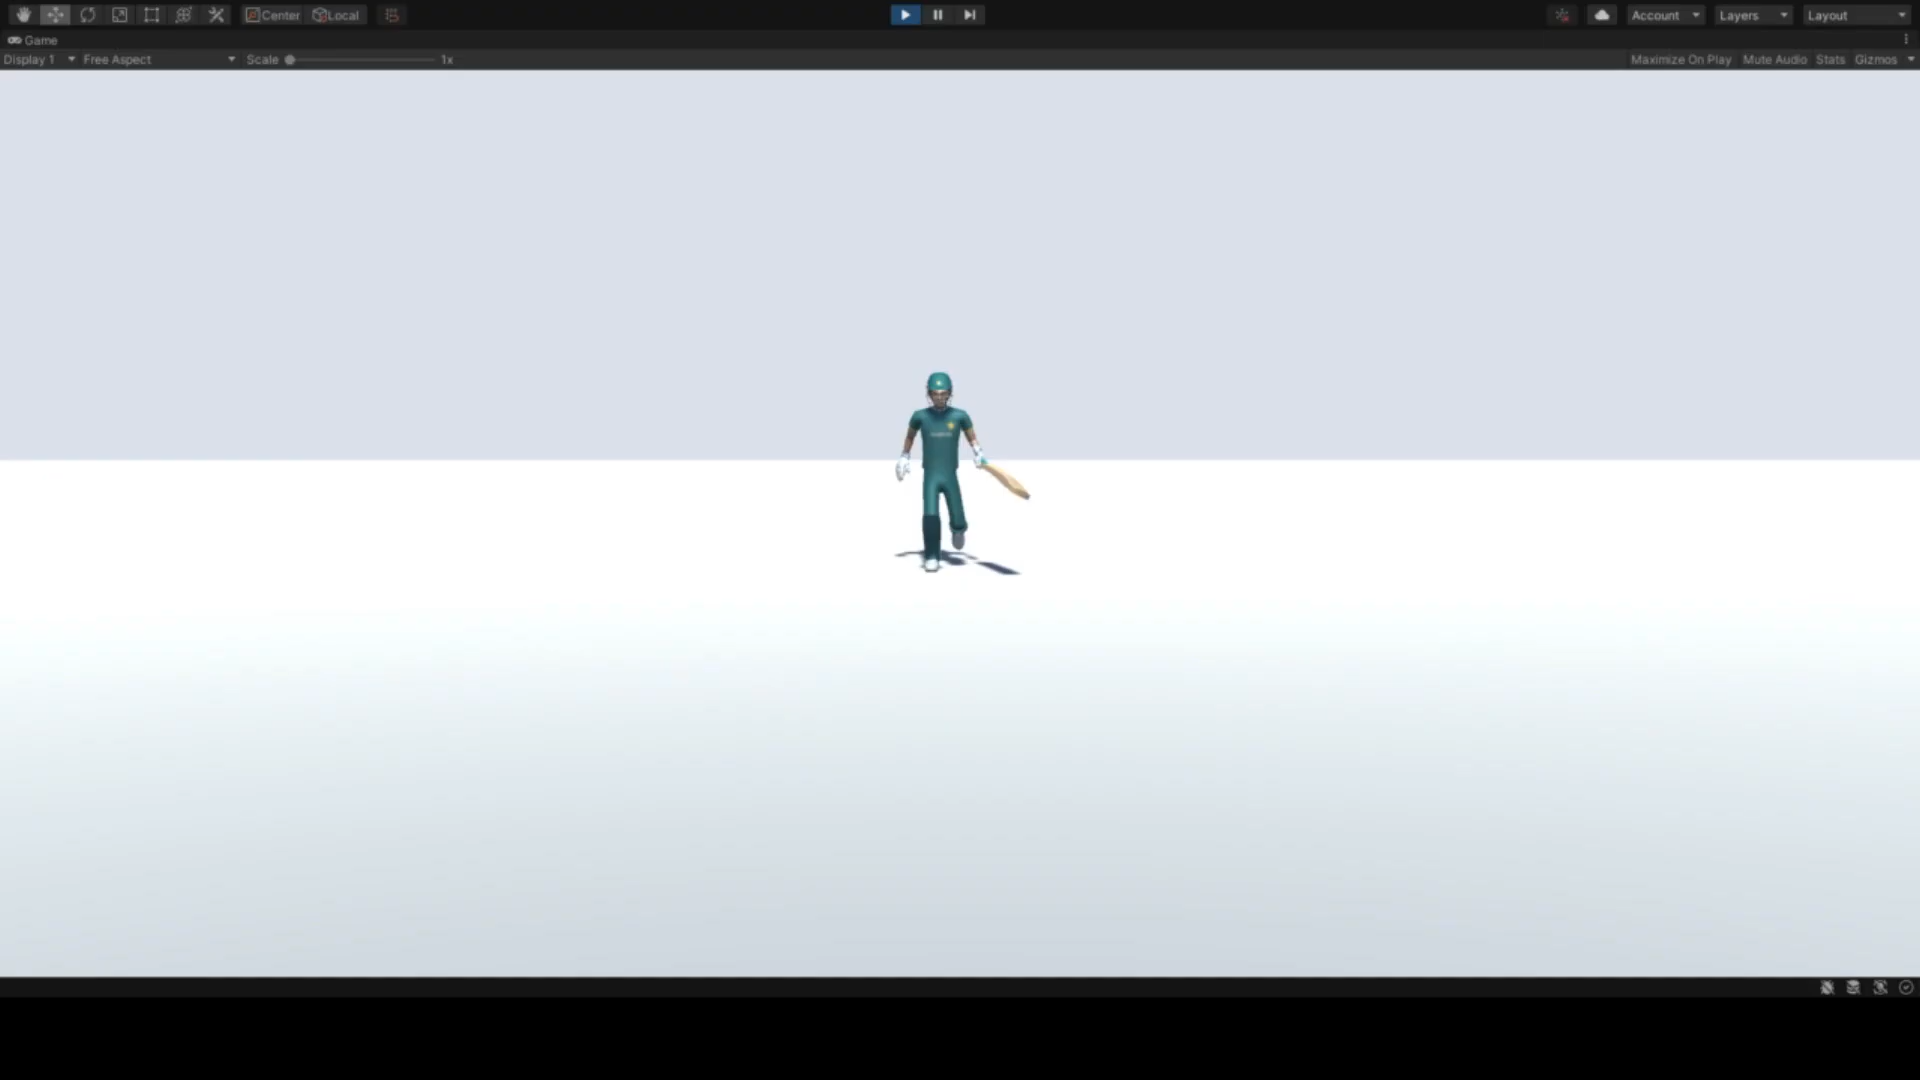 Center Local Account Layers Layout
Game
Display 1 Free Aspect Scale 1x Maximize On Play Mute Audio Stats Gizmos